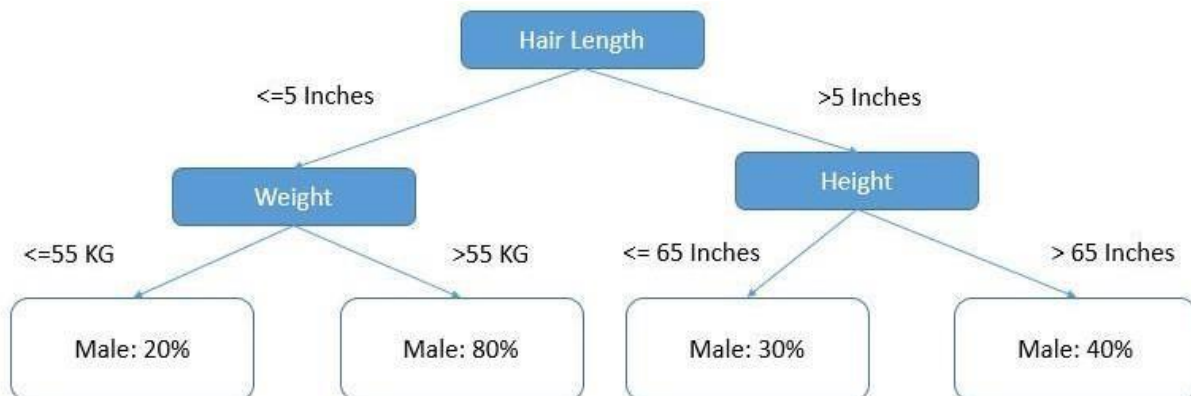 Hair Length
<=5 Inches
>5 Inches
Weight
Height
<=55 KG
>55 KG
<= 65 Inches
> 65 Inches
Male: 20%
Male: 80%
Male: 30%
Male: 40%